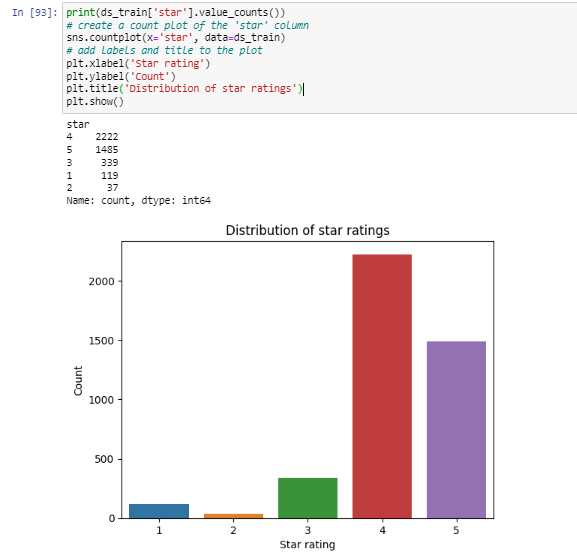 In [93]: print(ds_train['star'].value_counts())
# create a count plot of the 'star' column
sns.countplot(x='star', data=ds_train)
# add labels and title to the plot
plt.xlabel('Star rating')
plt.ylabel('Count')
plt.title('Distribution of star ratings')
plt.show()
star
4 2222
5 1485
3 339
1 119
2 37
Name: count, dtype: int64
Distribution of star ratings
2000
1500
1000
500
0
Count
1 2 3 4 5
Star rating